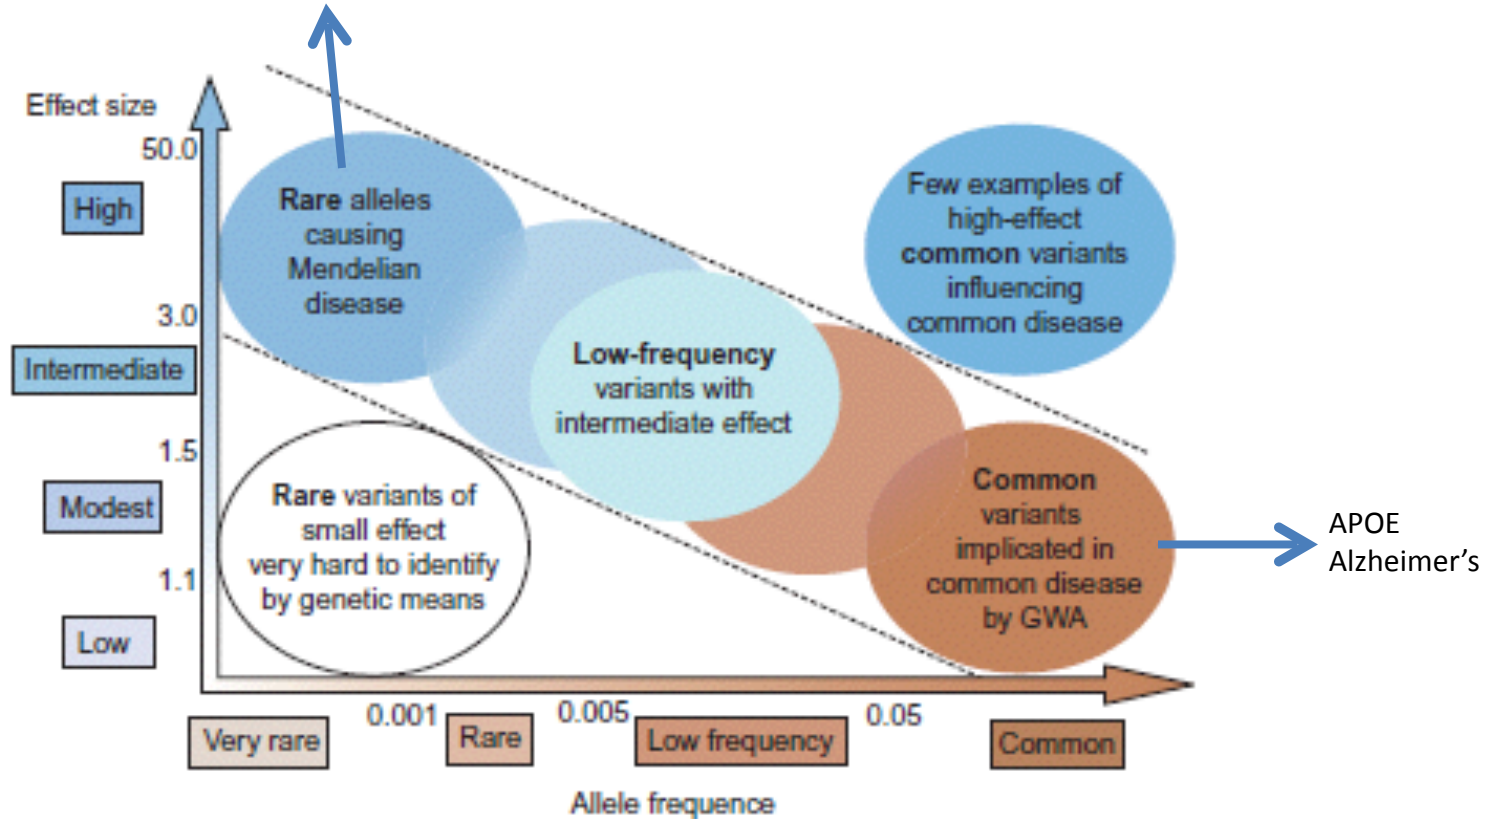 Effect size
50.0
High
3.0
Intermediate
1.5
Modest
1.1
Low
Rare alleles
causing
Mendelian
disease
Few examples of
high-effect
common variants
influencing
common disease
Low-frequency
variants with
intermediate effect
Rare variants of
small effect
very hard to identify
by genetic means
Common
variants
implicated in
common disease
by GWA
APOE
Alzheimer’s
0.001
0.005
0.05
Very rare
Rare
Low frequency
Common
Allele frequence